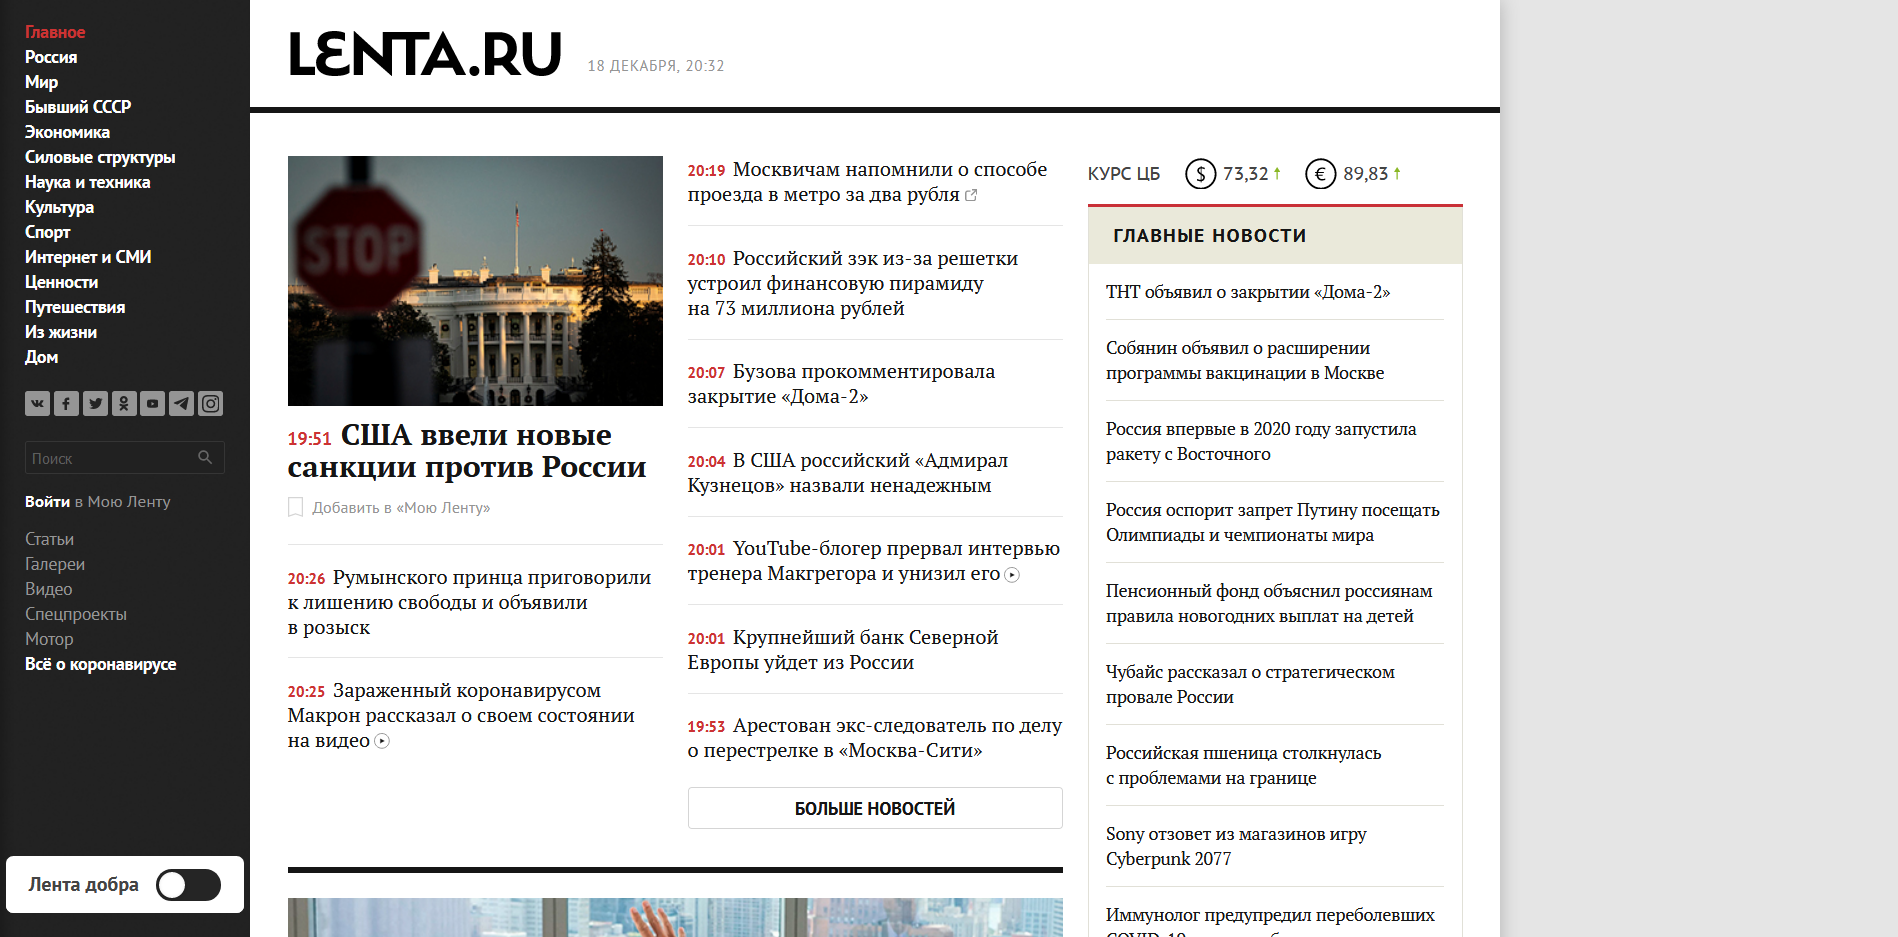 Главное
Россия
Мир
Бывший СССР
Экономика
Силовые структуры
Наука и техника
Культура
Спорт
Интернет и СМИ
Ценности
Путешествия
Из жизни
Дом
Поиск
Войти в Мою Ленту
Статьи
Галереи
Видео
Спецпроекты
Мотор
Всё о коронавирусе
Лента добра
LENTA.RU
18 ДЕКАБРЯ, 20:32
STOP
19:51 США ввели новые
санкции против России
Добавить в «Мою Ленту»
20:26 Румынского принца приговорили
к лишению свободы и объявили
в розыск
20:25 Зараженный коронавирусом
Макрон рассказал о своем состоянии
на видео
20:19 Москвичам напомнили о способе
проезда в метро за два рубля
20:10 Российский зэк из-за решетки
устроил финансовую пирамиду
на 73 миллиона рублей
20:07 Бузова прокомментировала
закрытие «Дома-2»
20:04 В США российский «Адмирал
Кузнецов» назвали ненадежным
20:01 YouTube-блогер прервал интервью
тренера Макгрегора и унизил его
20:01 Крупнейший банк Северной
Европы уйдет из России
19:53 Арестован экс-следователь по делу
о перестрелке в «Москва-Сити»
БОЛЬШЕ НОВОСТЕЙ
КУРС ЦБ $ 73,32 ↑ € 89,83 ↑
ГЛАВНЫЕ НОВОСТИ
ТНТ объявил о закрытии «Дома-2»
Собянин объявил о расширении
программы вакцинации в Москве
Россия впервые в 2020 году запустила
ракету с Восточного
Россия оспорит запрет Путину посещать
Олимпиады и чемпионаты мира
Пенсионный фонд объяснил россиянам
правила новогодних выплат на детей
Чубайс рассказал о стратегическом
провале России
Российская пшеница столкнулась
с проблемами на границе
Sony отзовет из магазинов игру
Cyberpunk 2077
Иммунолог предупредил переболевших